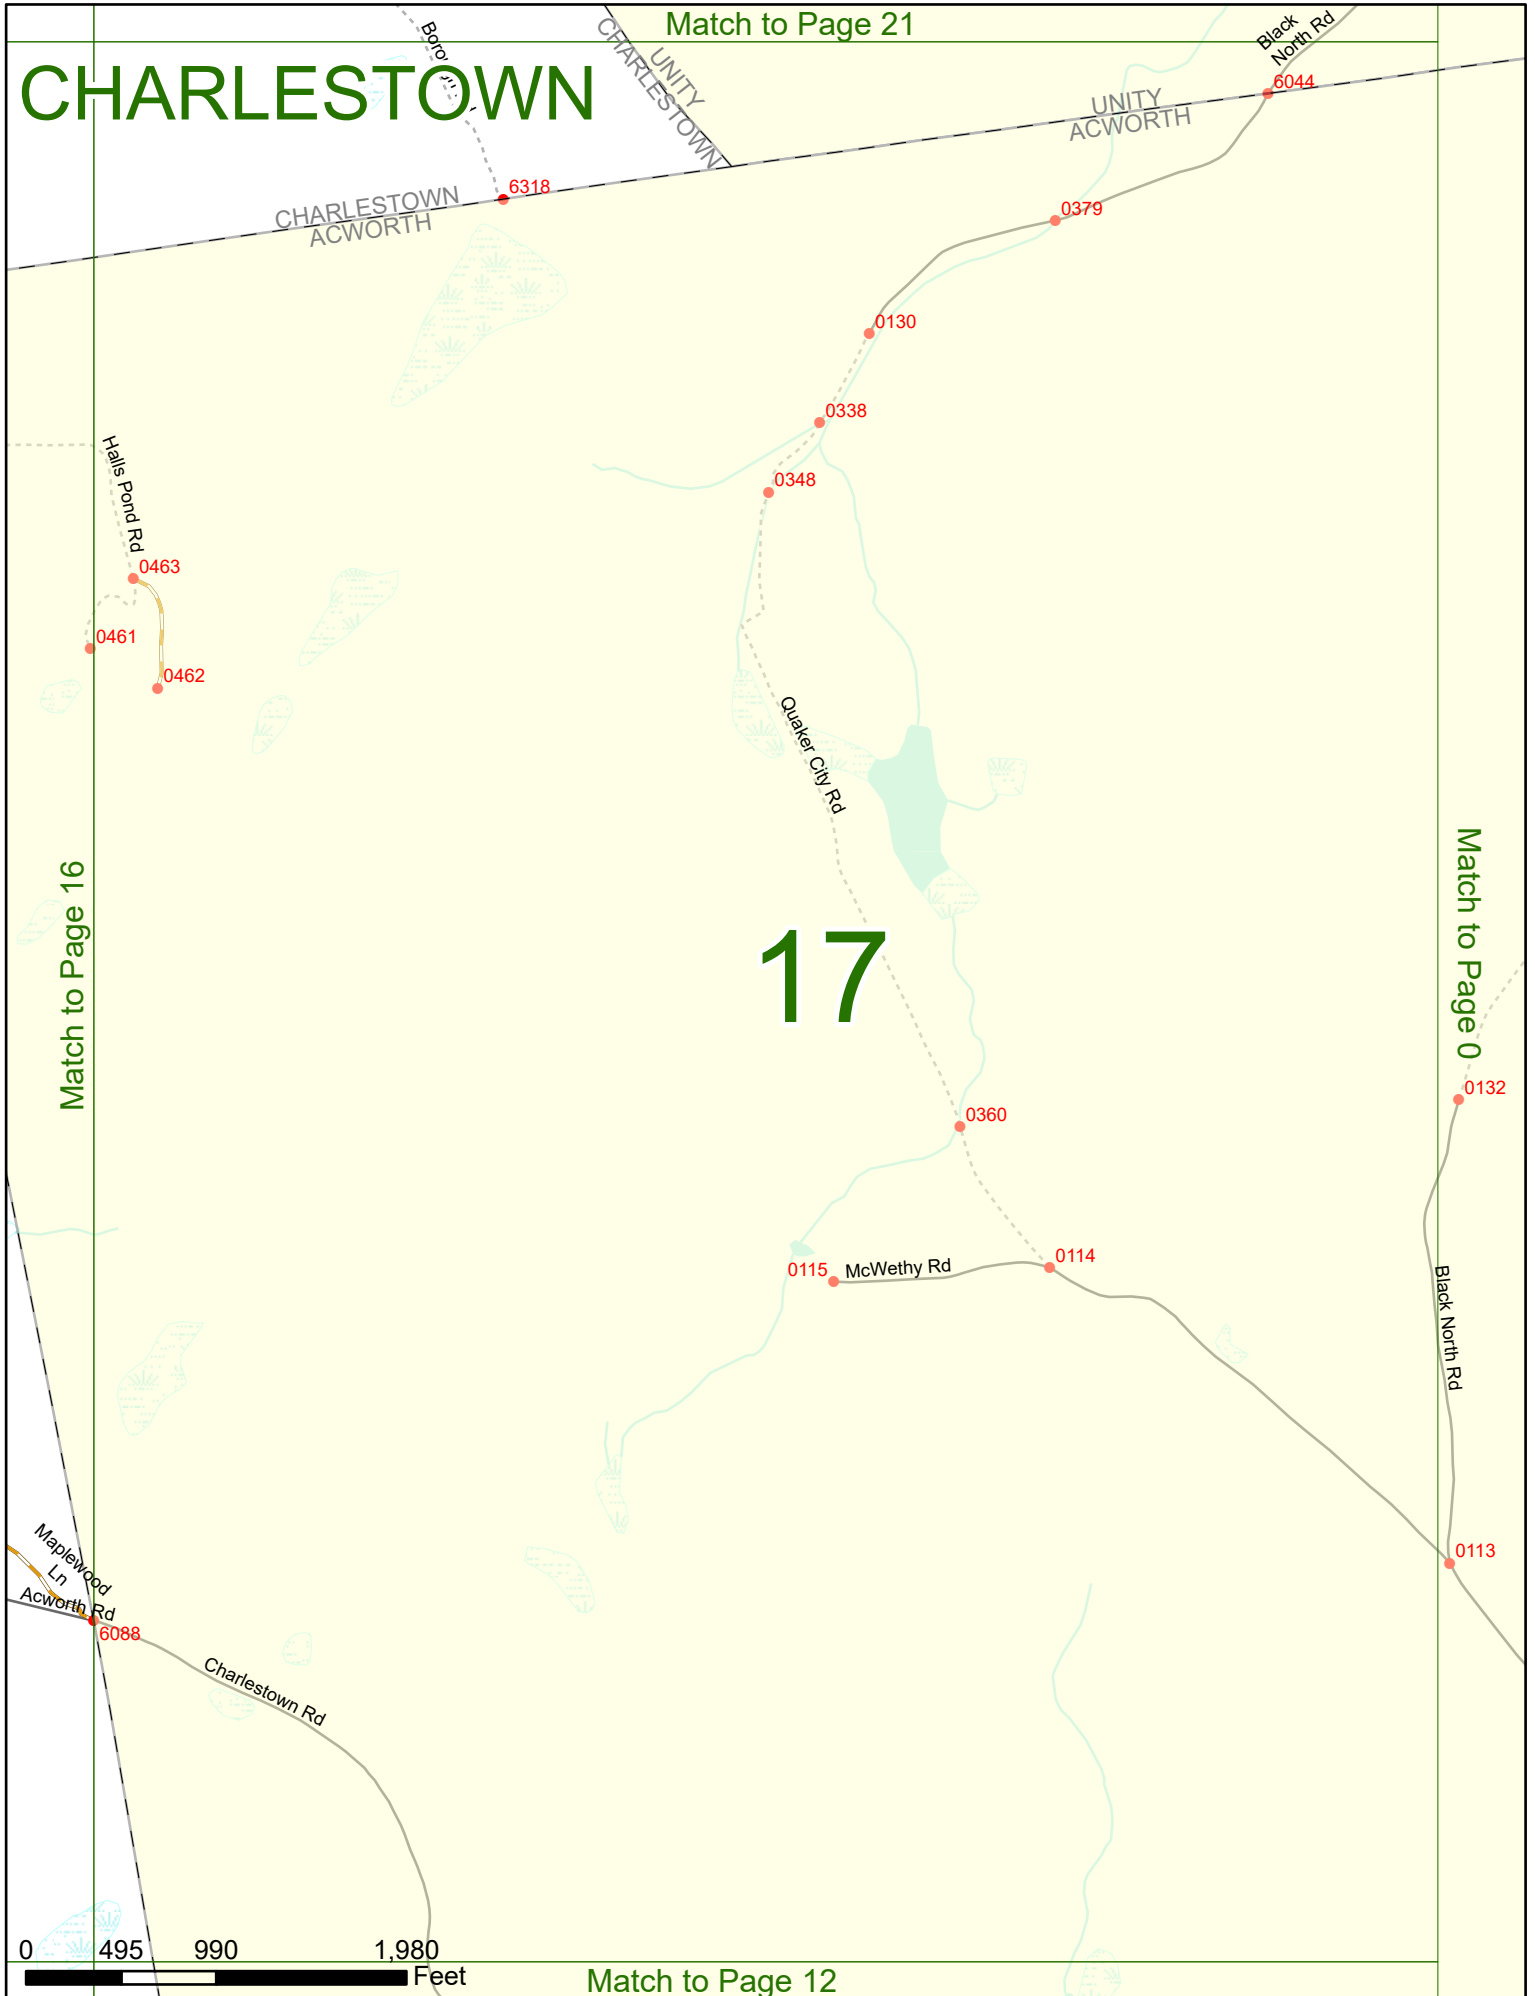 Match to Page 21
Black
North Rd
CHARLESTOWN
UNITY
CHARLESTOWN
6044
UNITY
ACWORTH
6318
CHARLESTOWN
ACWORTH
0379
0130
0338
Halls Pond Rd
0348
0463
0461
0462
Quaker City Rd
Match to Page 16
Match to Page 0
17
0132
0360
0114
0115
McWethy Rd
Black North Rd
0113
Maplewood
Ln
Acworth Rd
6088
Charlestown Rd
0 495 990 1,980
Feet
Match to Page 12